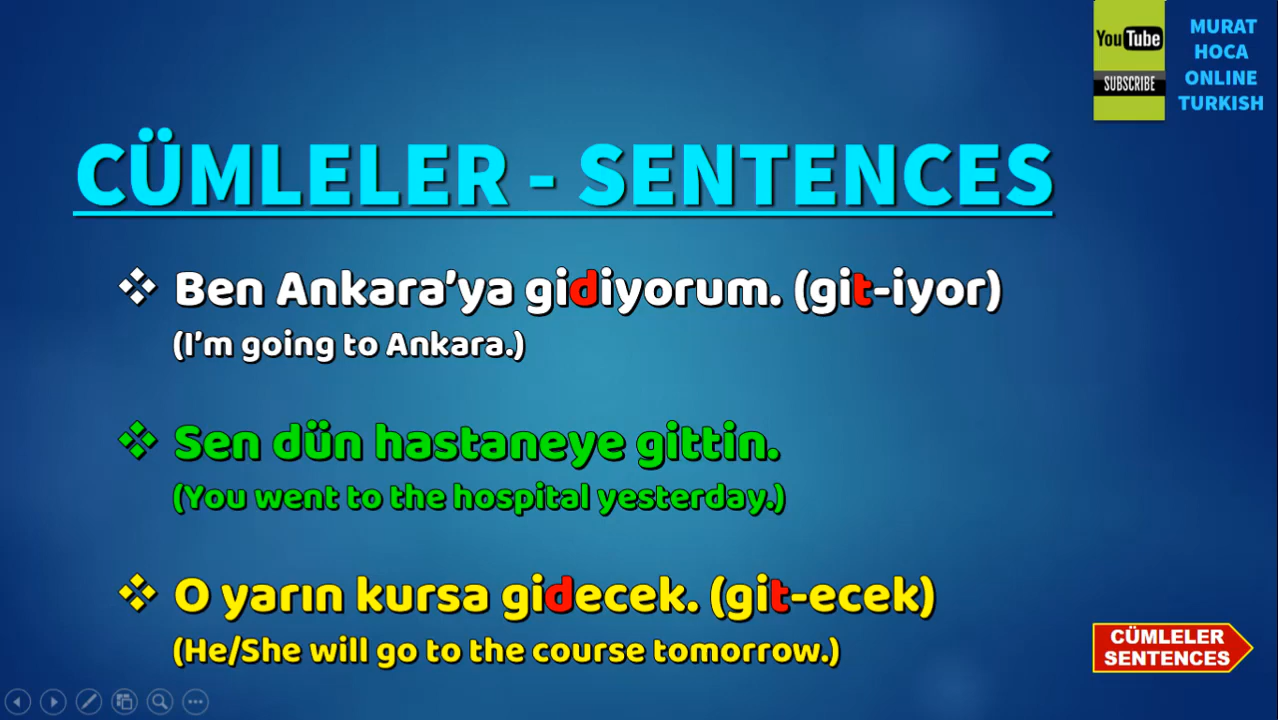 YouTube
SUBSCRIBE
MURAT
HOCA
ONLINE
TURKISH
CÜMLELER - SENTENCES
Ben Ankara'ya gidiyorum. (git-iyor)
(I'm going to Ankara.)
Sen dün hastaneye gittin.
(You went to the hospital yesterday.)
O yarın kursa gidecek. (git-ecek)
(He/She will go to the course tomorrow.)
CÜMLELER
SENTENCES